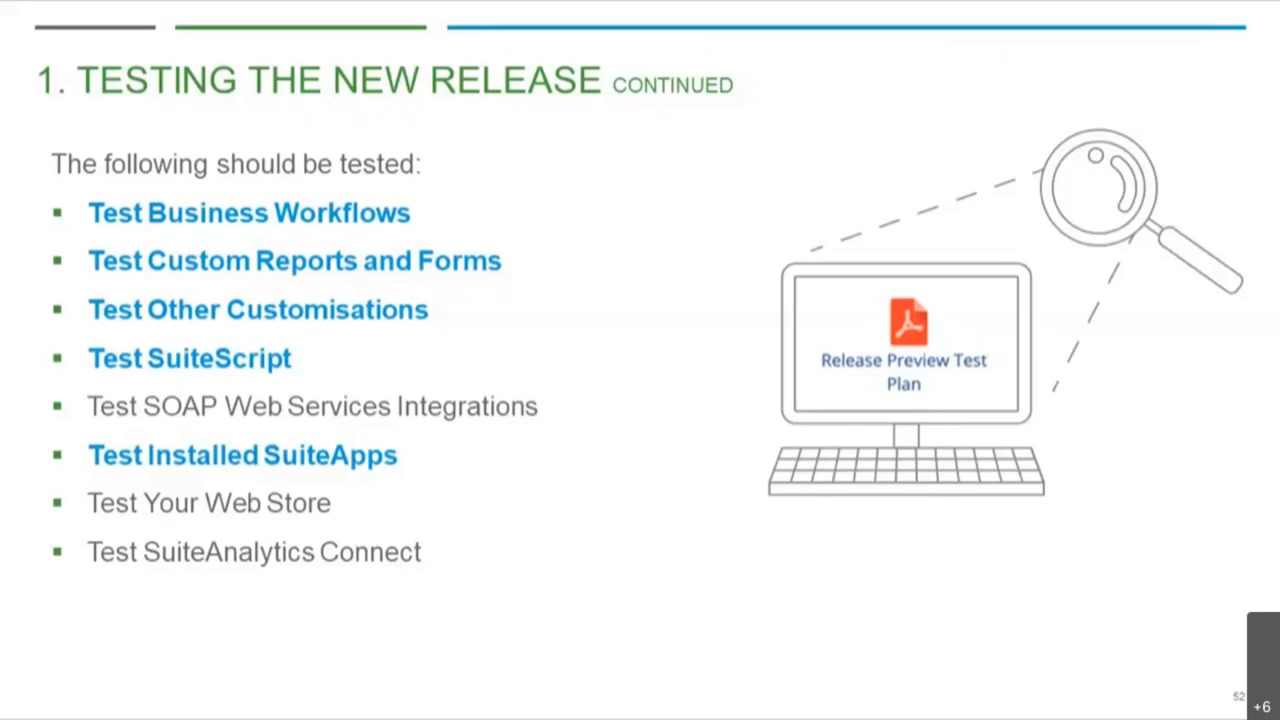 1. TESTING THE NEW RELEASE CONTINUED
The following should be tested:
Test Business Workflows
Test Custom Reports and Forms
Test Other Customisations
Test SuiteScript
Test SOAP Web Services Integrations
Test Installed SuiteApps
Test Your Web Store
Test SuiteAnalytics Connect
Release Preview Test
Plan
52
+6